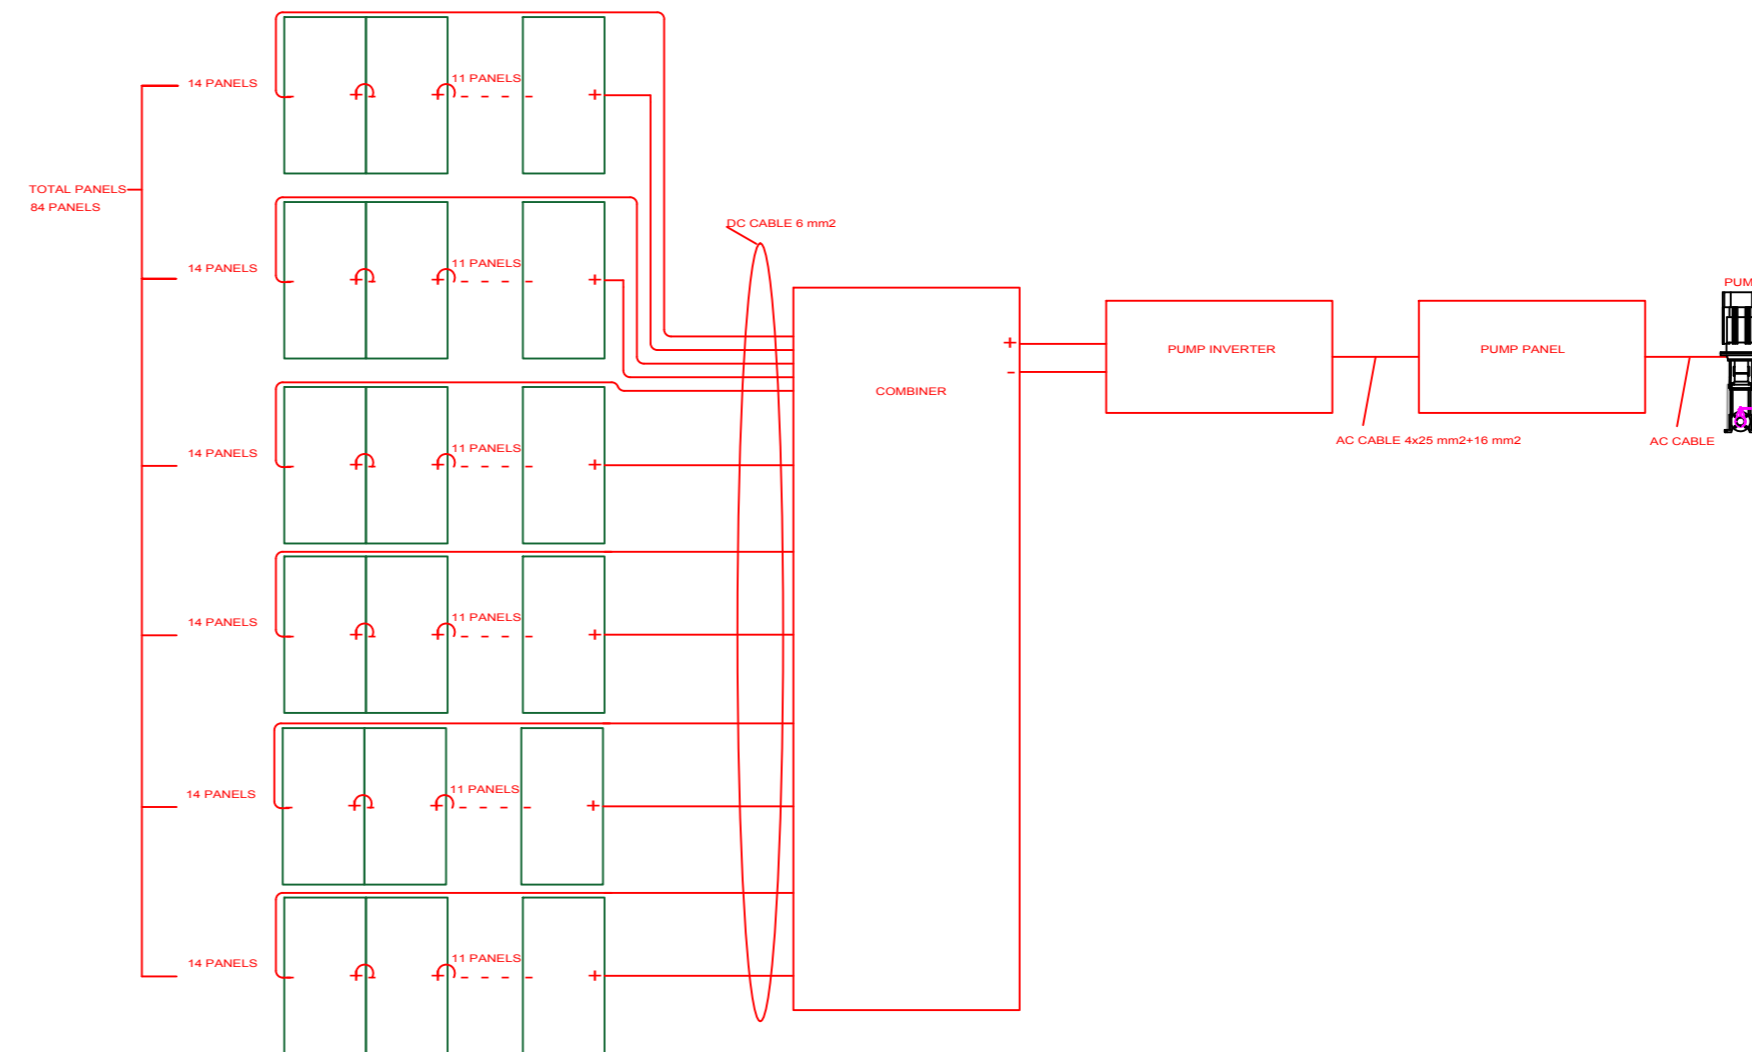 14 PANELS
11 PANELS
TOTAL PANELS
84 PANELS
DC CABLE 6 mm2
14 PANELS
11 PANELS
PUM
PUMP INVERTER
PUMP PANEL
COMBINER
AC CABLE 4x25 mm2+16 mm2
AC CABLE
14 PANELS
11 PANELS
14 PANELS
11 PANELS
14 PANELS
11 PANELS
14 PANELS
11 PANELS